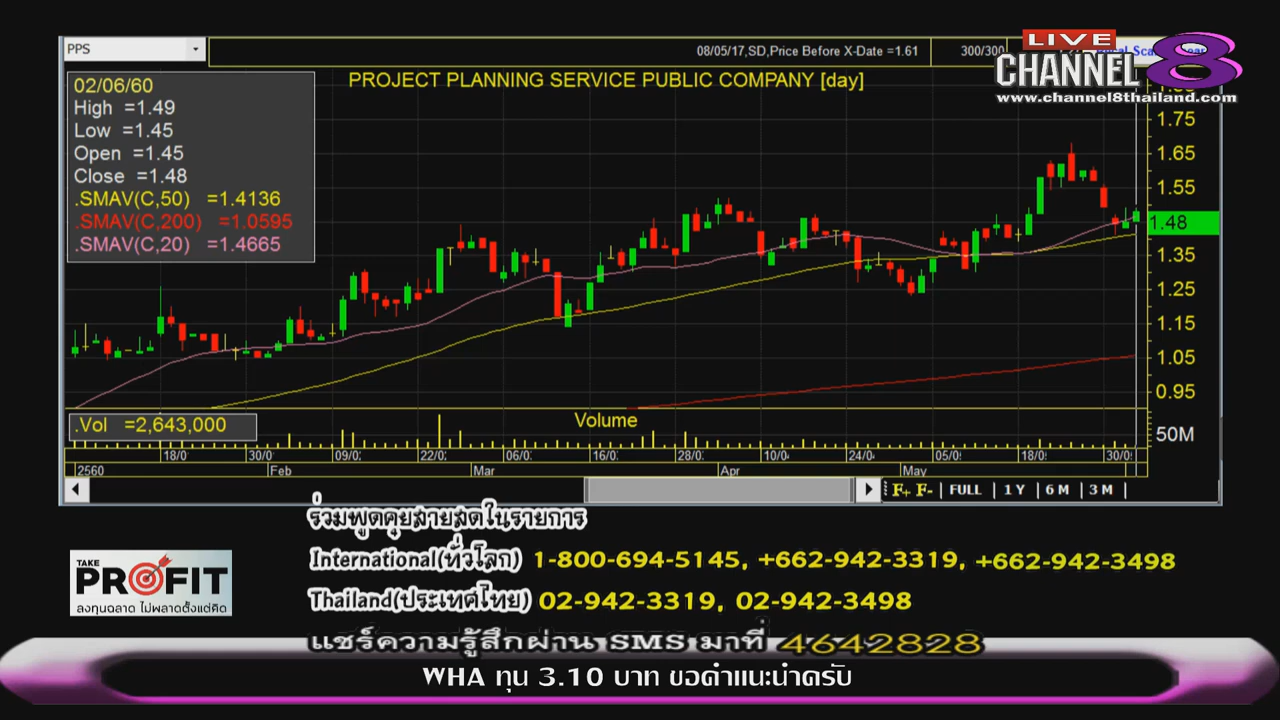 PPS
08/05/17,SD,Price Before X-Date =1.61
300/300
LIVE
CHANNEL 8
www.channel8thailand.com
PROJECT PLANNING SERVICE PUBLIC COMPANY [day]
02/06/60
High =1.49
Low =1.45
Open =1.45
Close =1.48
.SMAV(C,50) =1.4136
.SMAV(C,200) =1.0595
.SMAV(C,20) =1.4665
1.75
1.65
1.55
1.48
1.35
1.25
1.15
1.05
0.95
.Vol =2,643,000
Volume
50M
18/0 30/0 09/0 22/0 06/0 16/0 28/0 10/0 24/0 05/0 18/0 30/0
2560 Feb Mar Apr May
F+ F- | FULL | 1 Y | 6 M | 3 M |
ร่วมพูดคุยสายสดในรายการ
International(ทั่วโลก) 1-800-694-5145, +662-942-3319, +662-942-3498
TAKE
PROFIT
ลงทุนฉลาด ไม่พลาดตั้งแต่คิด
Thailand(ประเทศไทย) 02-942-3319, 02-942-3498
แชร์ความรู้สึกผ่าน SMS มาที่ 4642828
WHA ทุน 3.10 บาท ขอคำแนะนำครับ